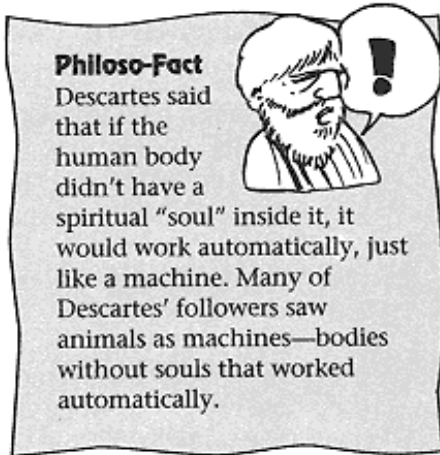 Philoso-Fact
Descartes said
that if the
human body
didn't have a
spiritual "soul" inside it, it
would work automatically, just
like a machine. Many of
Descartes' followers saw
animals as machines—bodies
without souls that worked
automatically.
!